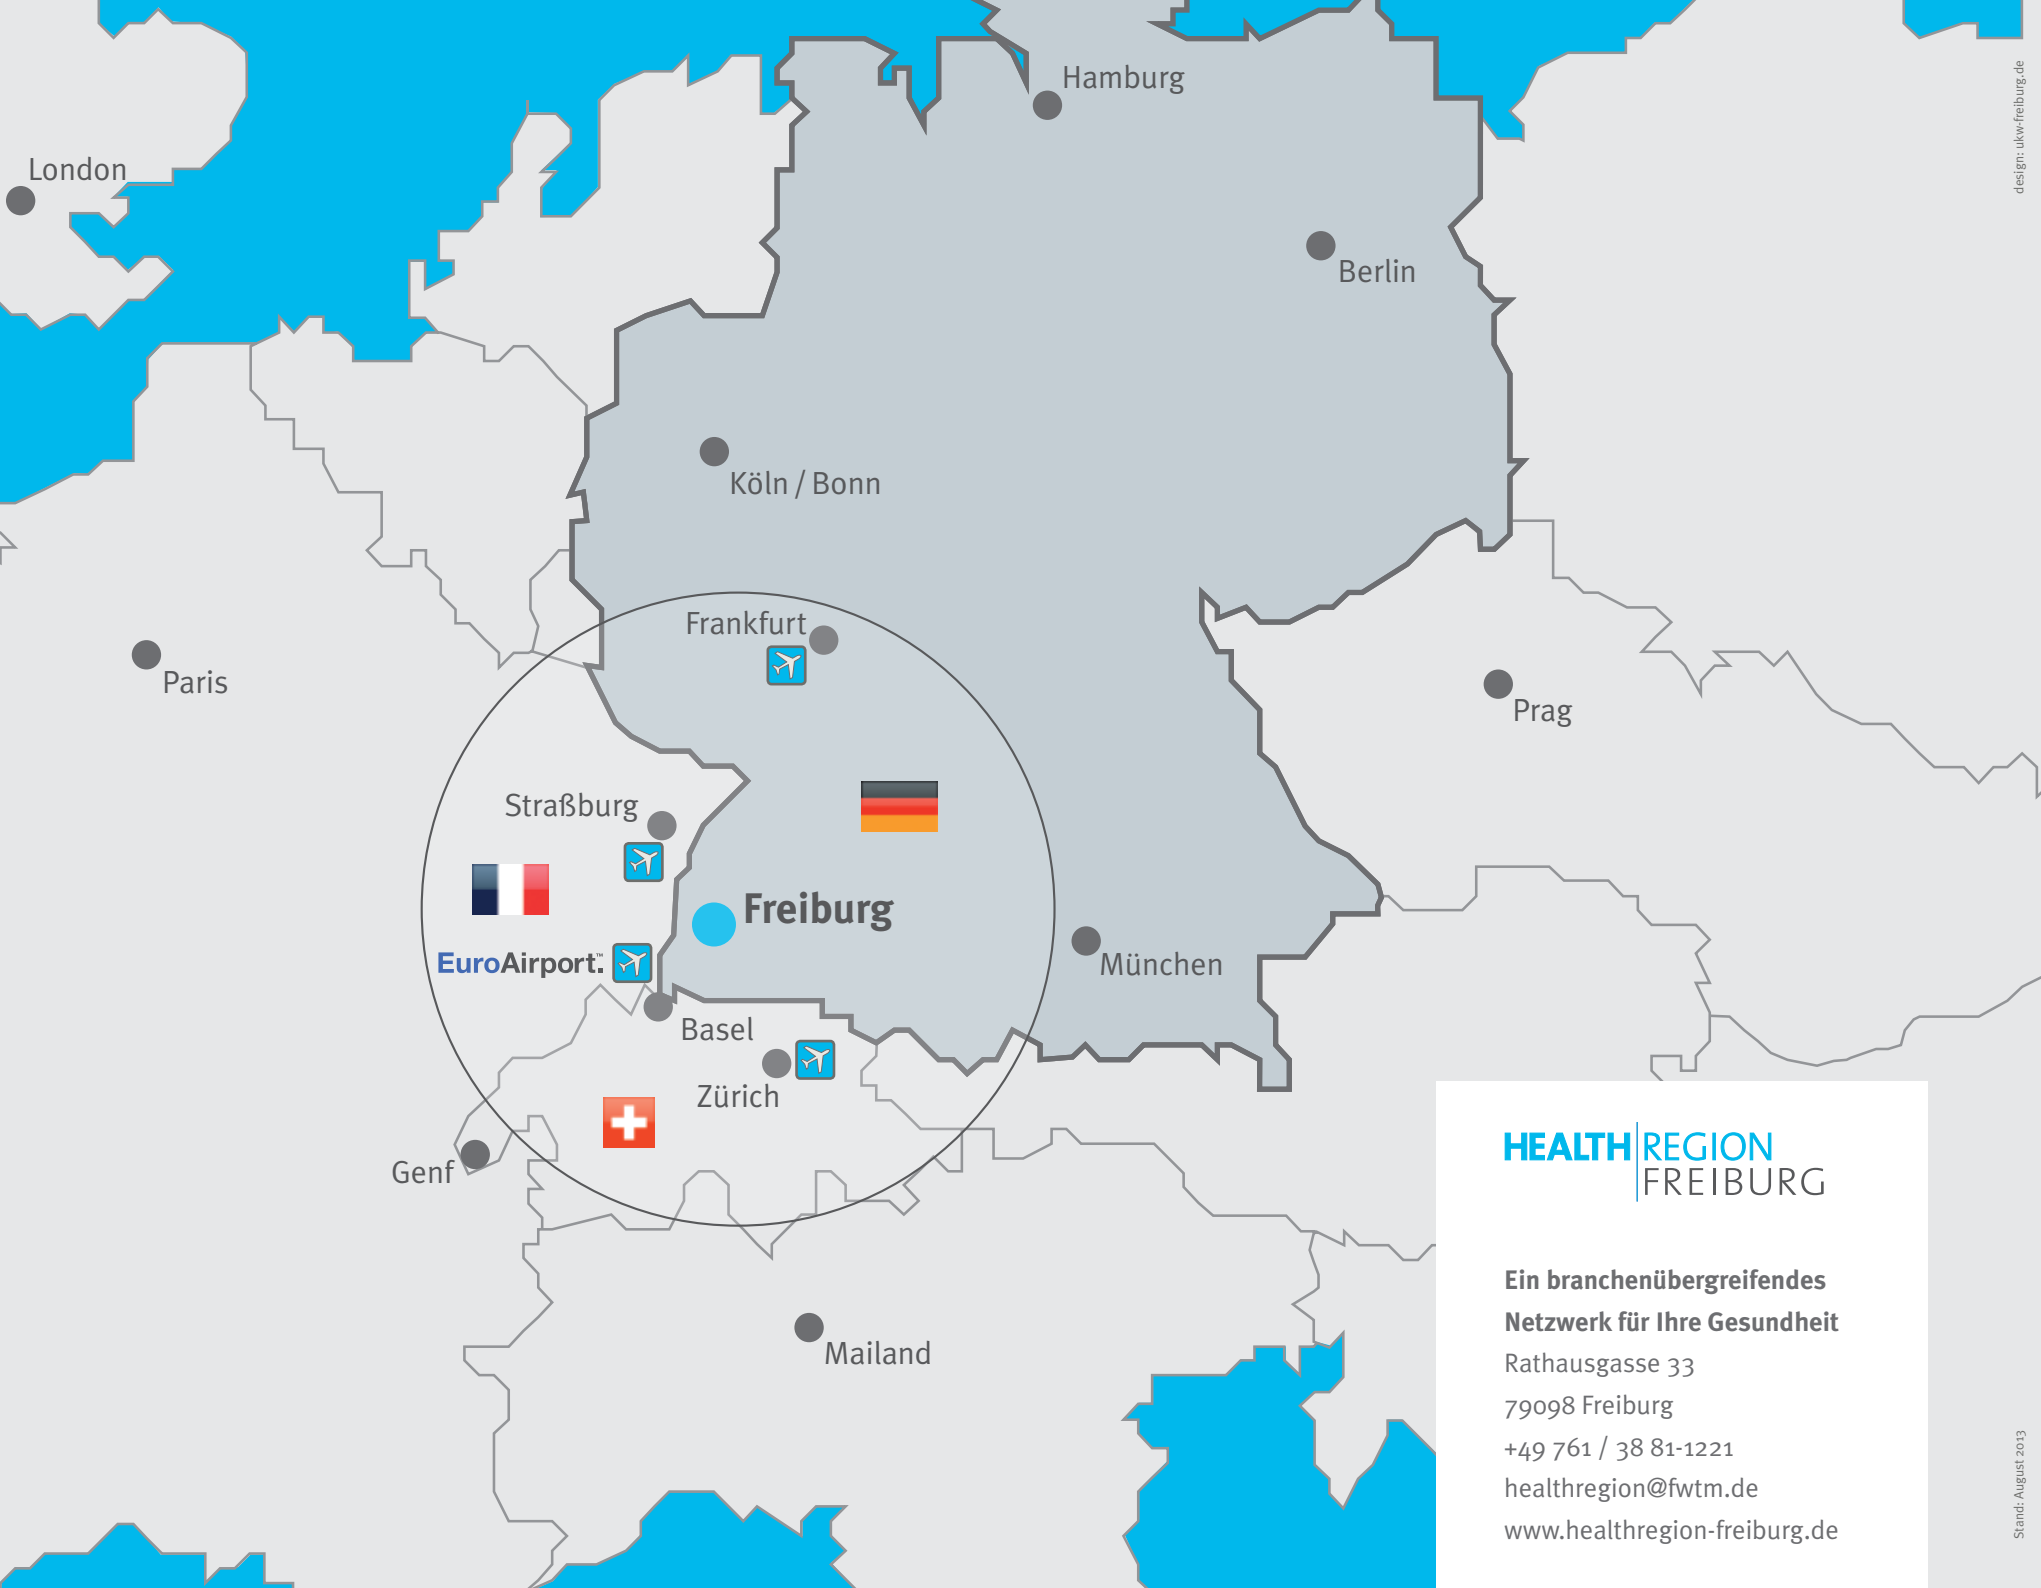 design: ukw-freiburg.de
Hamburg
London
Berlin
Köln / Bonn
Frankfurt
Paris
Prag
Straßburg
Freiburg
EuroAirport.™
München
Basel
Zürich
Genf
Mailand
HEALTH REGION
FREIBURG
Ein branchenübergreifendes
Netzwerk für Ihre Gesundheit
Rathausgasse 33
79098 Freiburg
+49 761 / 38 81-1221
healthregion@fwtm.de
www.healthregion-freiburg.de
Stand: August 2013